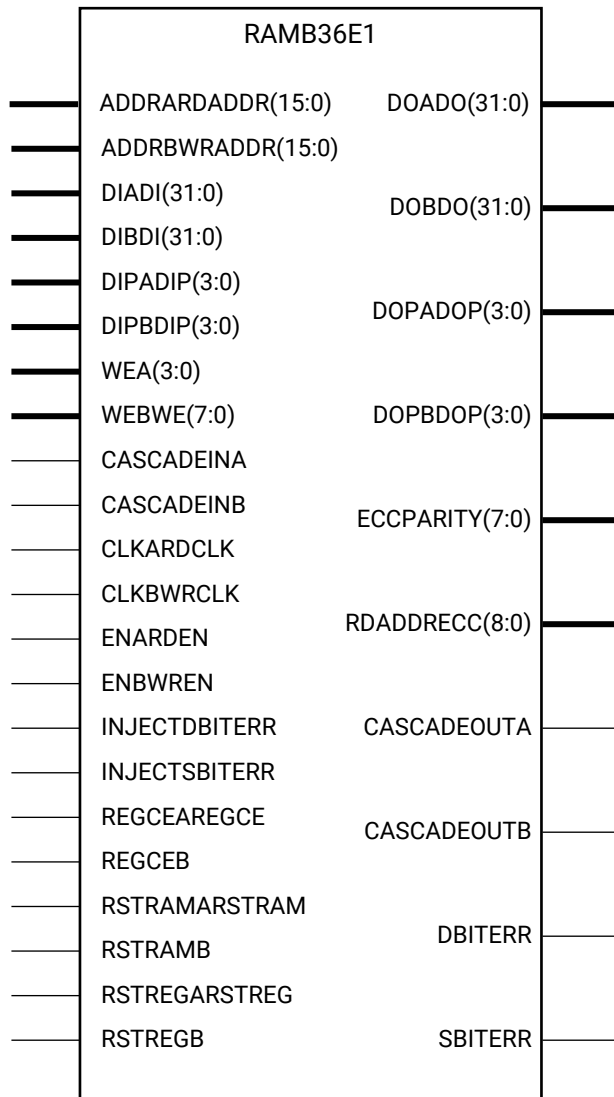 RAMB36E1
ADDRARDADDR(15:0)
ADDRBWRADDR(15:0)
DIADI(31:0)
DIBDI(31:0)
DIPADIP(3:0)
DIPBDIP(3:0)
WEA(3:0)
WEBWE(7:0)
CASCADEINA
CASCADEINB
CLKARDCLK
CLKBWRCLK
ENARDEN
ENBWREN
INJECTDBITERR
INJECTSBITERR
REGCEAREGCE
REGCEB
RSTRAMARSTRAM
RSTRAMB
RSTREGARSTREG
RSTREGB
DOADO(31:0)
DOBDO(31:0)
DOPADOP(3:0)
DOPBDOP(3:0)
ECCPARITY(7:0)
RDADDRECC(8:0)
CASCADEOUTA
CASCADEOUTB
DBITERR
SBITERR